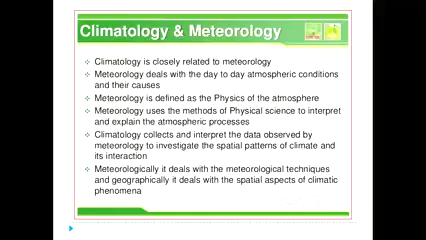 Climatology & Meteorology
Climatology is closely related to meteorology
Meteorology deals with the day to day atmospheric conditions
and their causes
Meteorology is defined as the Physics of the atmosphere
Meteorology uses the methods of Physical science to interpret
and explain the atmospheric processes
Climatology collects and interpret the data observed by
meteorology to investigate the spatial patterns of climate and
its interaction
Meteorologically it deals with the meteorological techniques
and geographically it deals with the spatial aspects of climatic
phenomena